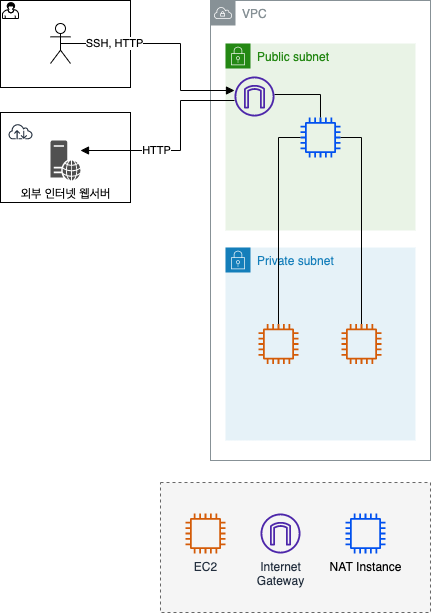 VPC
Public subnet
SSH, HTTP
HTTP
외부 인터넷 웹서버
Private subnet
EC2
Internet
Gateway
NAT Instance